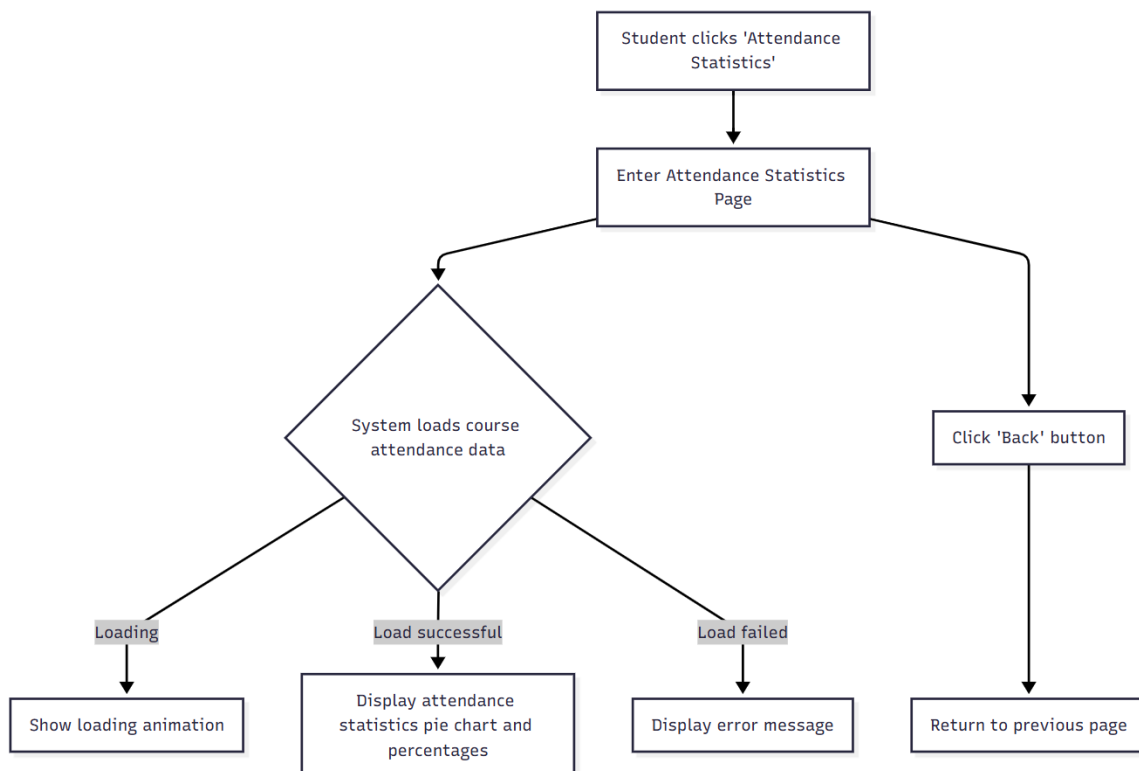 Student clicks 'Attendance
Statistics'
Enter Attendance Statistics
Page
System loads course
attendance data
Click 'Back' button
Loading
Load successful
Load failed
Show loading animation
Display attendance
statistics pie chart and
percentages
Display error message
Return to previous page